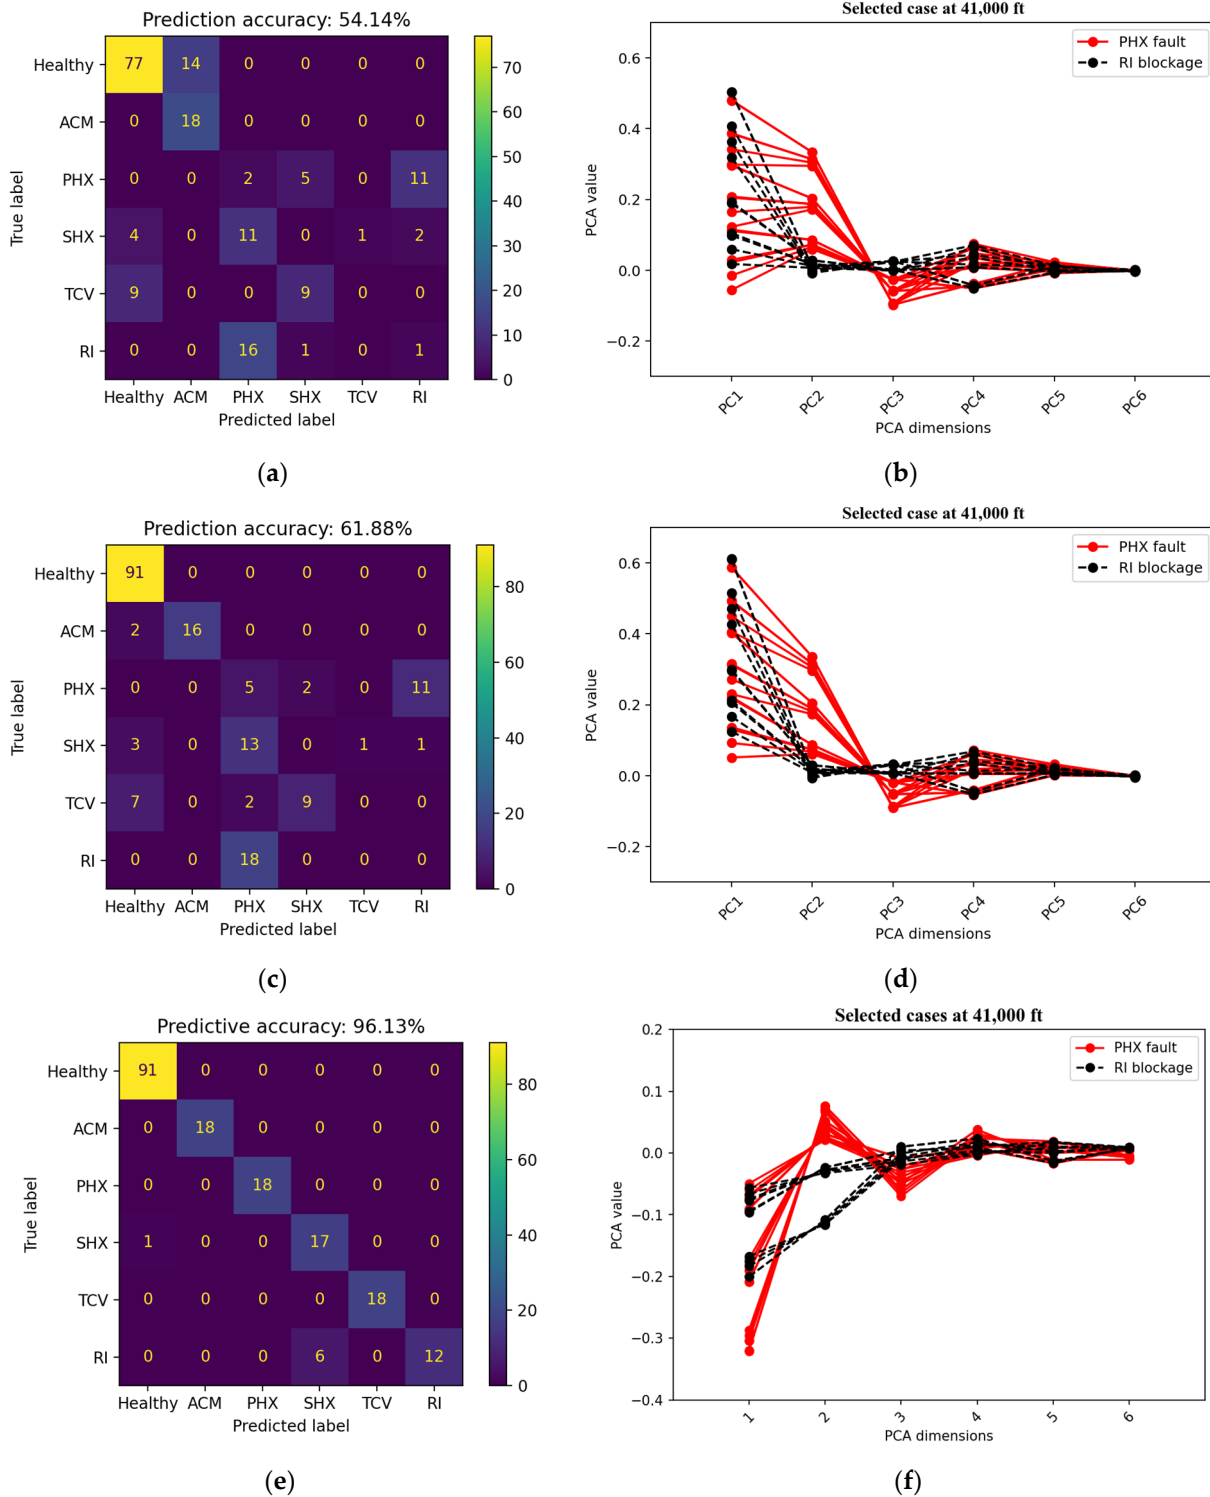 Prediction accuracy: 54.14%
True label
Healthy 77 14 0 0 0 0
ACM 0 18 0 0 0 0
PHX 0 0 2 5 0 11
SHX 4 0 11 0 1 2
TCV 9 0 0 9 0 0
RI 0 0 16 1 0 1
Healthy ACM PHX SHX TCV RI
Predicted label
70
60
50
40
30
20
10
0
(a)
Selected case at 41,000 ft
PHX fault
RI blockage
PCA value
0.6
0.4
0.2
0.0
−0.2
PC1 PC2 PC3 PC4 PC5 PC6
PCA dimensions
(b)
Prediction accuracy: 61.88%
True label
Healthy 91 0 0 0 0 0
ACM 2 16 0 0 0 0
PHX 0 0 5 2 0 11
SHX 3 0 13 0 1 1
TCV 7 0 2 9 0 0
RI 0 0 18 0 0 0
Healthy ACM PHX SHX TCV RI
Predicted label
80
60
40
20
0
(c)
Selected case at 41,000 ft
PHX fault
RI blockage
PCA value
0.6
0.4
0.2
0.0
−0.2
PC1 PC2 PC3 PC4 PC5 PC6
PCA dimensions
(d)
Predictive accuracy: 96.13%
True label
Healthy 91 0 0 0 0 0
ACM 0 18 0 0 0 0
PHX 0 0 18 0 0 0
SHX 1 0 0 17 0 0
TCV 0 0 0 0 18 0
RI 0 0 0 6 0 12
Healthy ACM PHX SHX TCV RI
Predicted label
80
60
40
20
0
(e)
Selected cases at 41,000 ft
PHX fault
RI blockage
PCA value
0.2
0.1
0.0
−0.1
−0.2
−0.3
−0.4
1 2 3 4 5 6
PCA dimensions
(f)